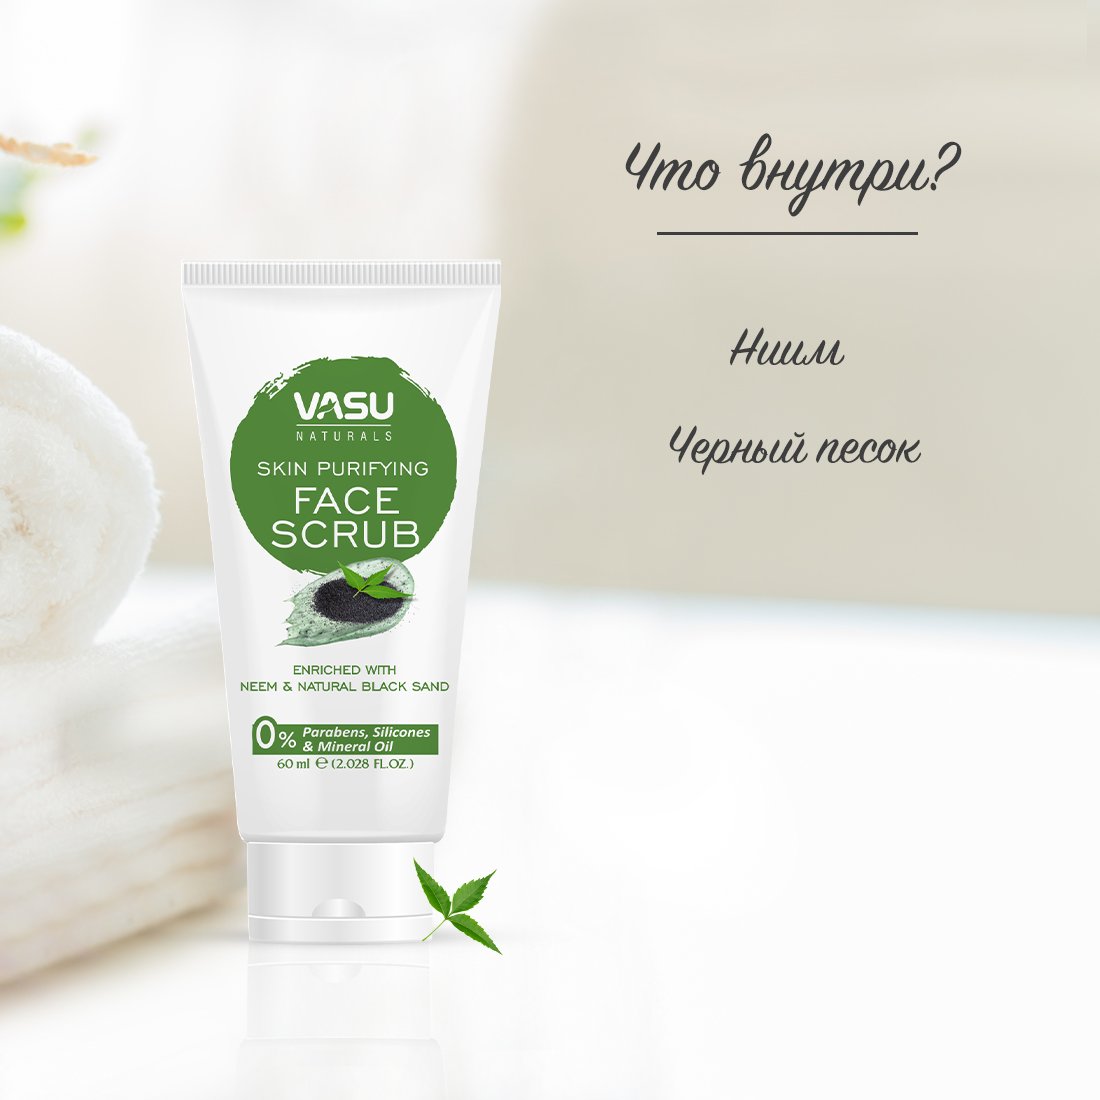 Что внутри?
Ниим
Черный песок
VASU
NATURALS
SKIN PURIFYING
FACE
SCRUB
ENRICHED WITH
NEEM & NATURAL BLACK SAND
0% Parabens, Silicones
& Mineral Oil
60 ml ℮ (2.028 FL.OZ.)